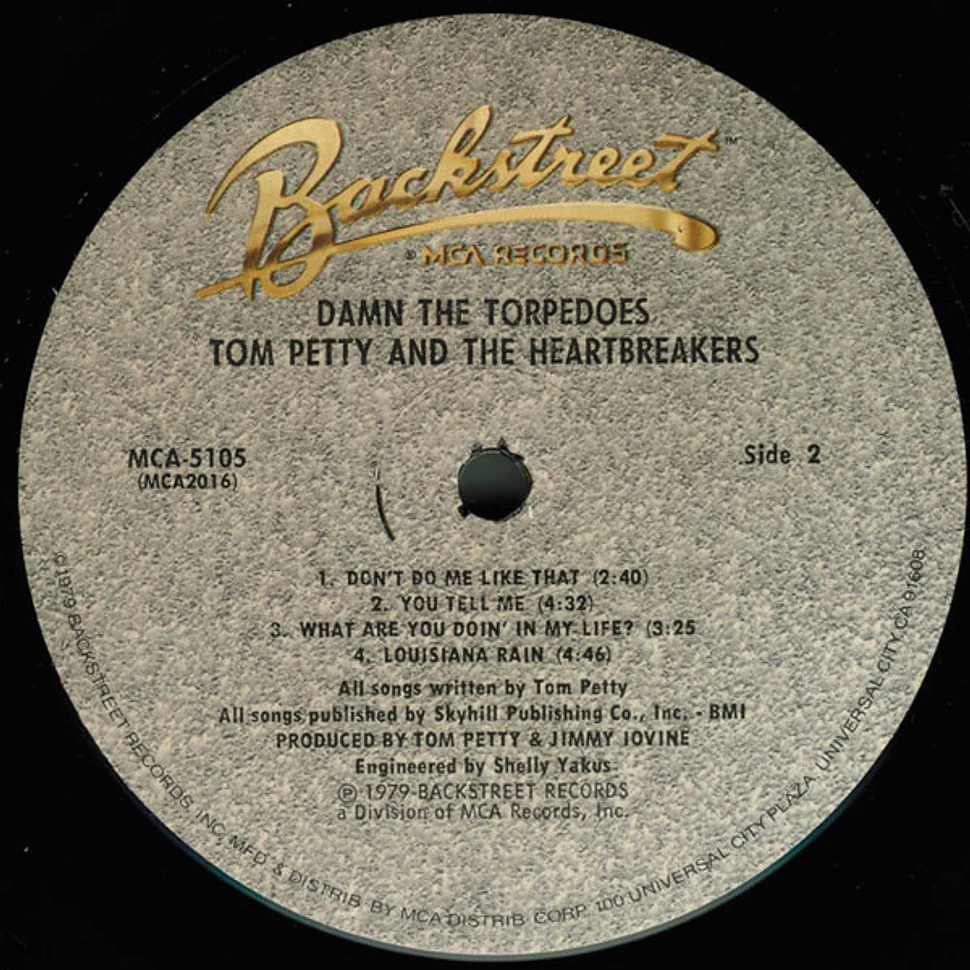 Backstreet™
® MCA RECORDS
DAMN THE TORPEDOES
TOM PETTY AND THE HEARTBREAKERS
MCA-5105
(MCA2016)
Side 2
1. DON'T DO ME LIKE THAT (2:40)
2. YOU TELL ME (4:32)
3. WHAT ARE YOU DOIN' IN MY LIFE? (3:25
4. LOUISIANA RAIN (4:46)
All songs written by Tom Petty
All songs published by Skyhill Publishing Co., Inc. - BMI
PRODUCED BY TOM PETTY & JIMMY IOVINE
Engineered by Shelly Yakus
℗ 1979 BACKSTREET RECORDS
a Division of MCA Records, Inc.
© 1979 BACKSTREET RECORDS, INC, MFD & DISTRIB BY MCA DISTRIB CORP. 100 UNIVERSAL CITY PLAZA, UNIVERSAL CITY CA 91608